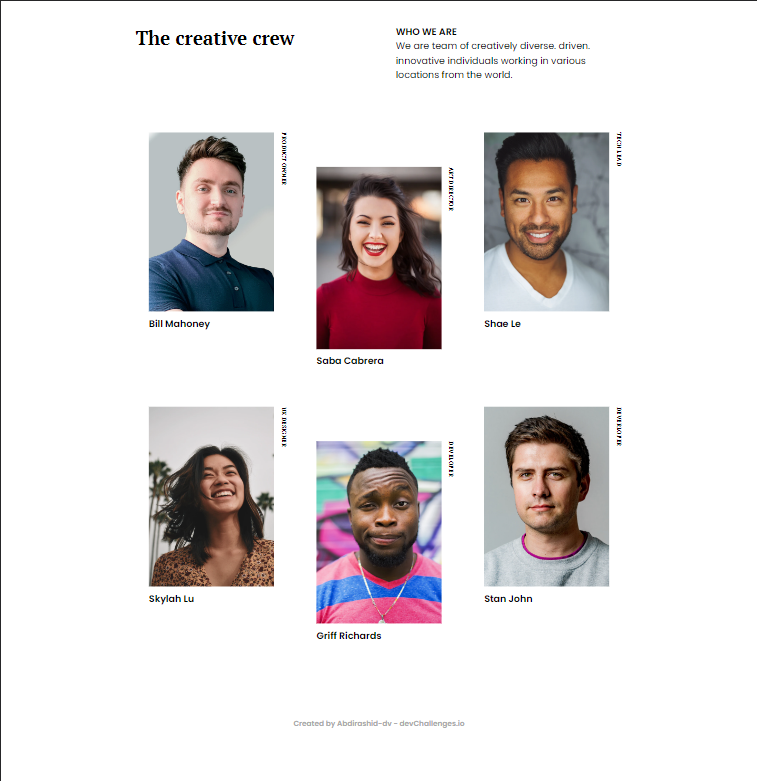 The creative crew
WHO WE ARE
We are team of creatively diverse. driven.
innovative individuals working in various
locations from the world.
PRODUCT OWNER
Bill Mahoney
ART DIRECTOR
Saba Cabrera
TECH LEAD
Shae Le
UX DESIGNER
Skylah Lu
DEVELOPER
Griff Richards
DEVELOPER
Stan John
Created by Abdirashid-dv - devChallenges.io